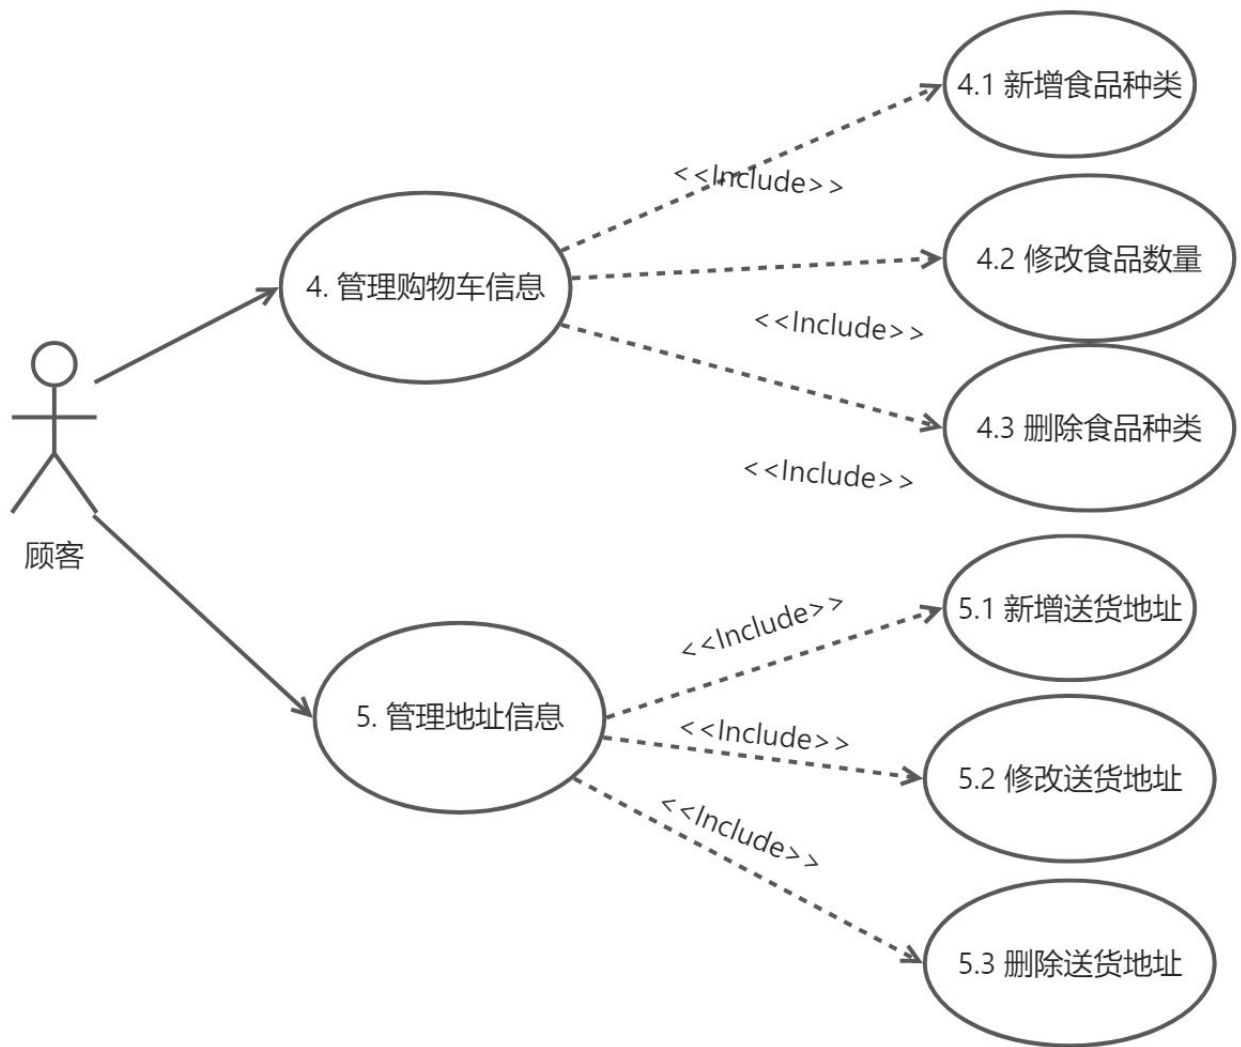 4.1 新增食品种类
<<Include>>
4.2 修改食品数量
4. 管理购物车信息
<<Include>>
4.3 删除食品种类
<<Include>>
顾客
<<Include>>
5.1 新增送货地址
5. 管理地址信息
<<Include>>
5.2 修改送货地址
<<Include>>
5.3 删除送货地址